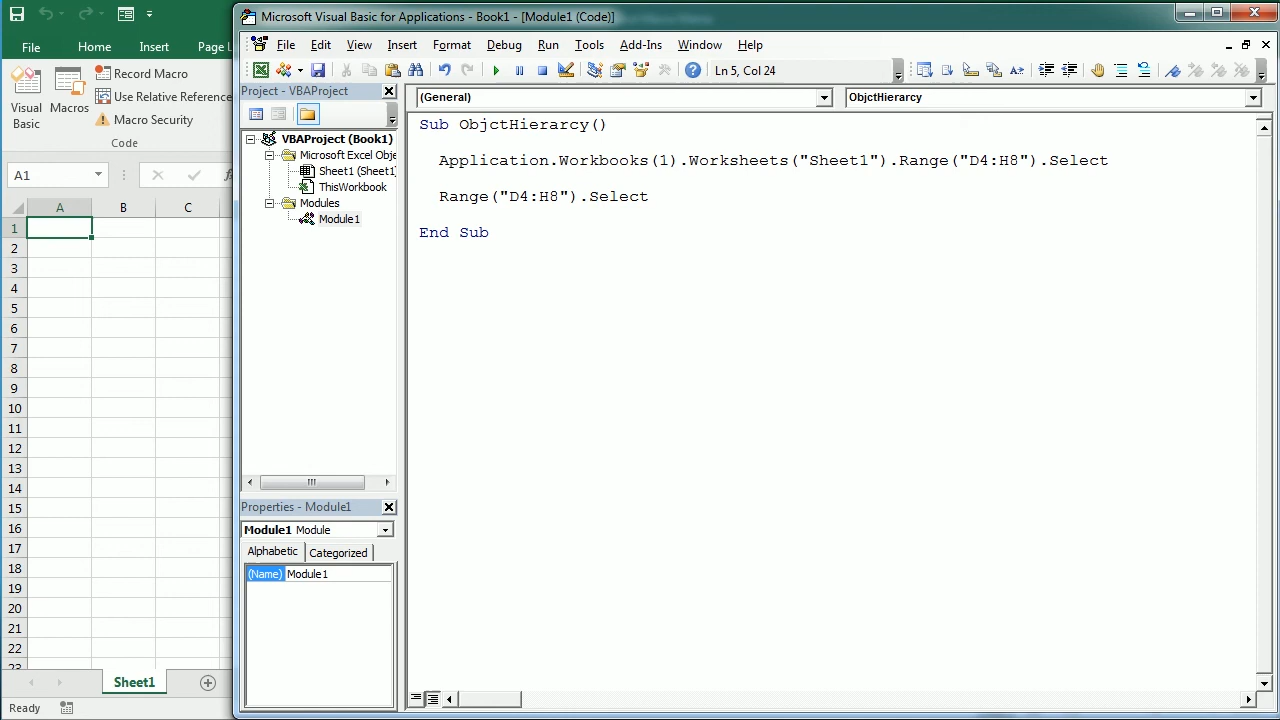 File
Home
Insert
Page L
Visual
Basic
Macros
Record Macro
Use Relative Reference
Macro Security
Code
A1
A B C
1
2
3
4
5
6
7
8
9
10
11
12
13
14
15
16
17
18
19
20
21
22
23
Sheet1
Ready
Microsoft Visual Basic for Applications - Book1 - [Module1 (Code)]
File Edit View Insert Format Debug Run Tools Add-Ins Window Help
Ln 5, Col 24
Project - VBAProject
VBAProject (Book1)
Microsoft Excel Obje
Sheet1 (Sheet1)
ThisWorkbook
Modules
Module1
Properties - Module1
Module1 Module
Alphabetic Categorized
(Name) Module1
(General)
ObjctHierarcy
Sub ObjctHierarcy()
Application.Workbooks(1).Worksheets("Sheet1").Range("D4:H8").Select
Range("D4:H8").Select
End Sub